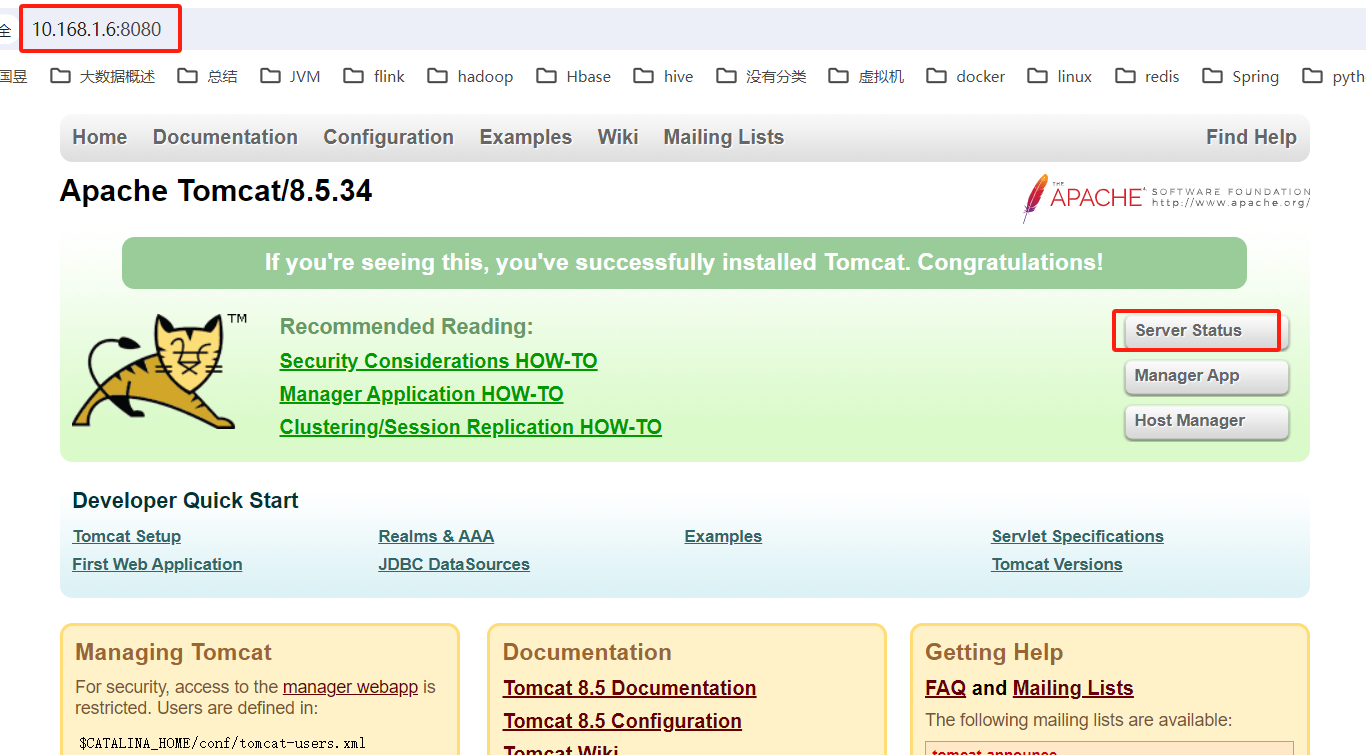 全 10.168.1.6:8080
国昱 大数据概述 总结 JVM flink hadoop Hbase hive 没有分类 虚拟机 docker linux redis Spring pyth
Home Documentation Configuration Examples Wiki Mailing Lists Find Help
Apache Tomcat/8.5.34
THE APACHE SOFTWARE FOUNDATION
http://www.apache.org/
If you're seeing this, you've successfully installed Tomcat. Congratulations!
TM
Recommended Reading:
Security Considerations HOW-TO
Manager Application HOW-TO
Clustering/Session Replication HOW-TO
Server Status
Manager App
Host Manager
Developer Quick Start
Tomcat Setup Realms & AAA Examples Servlet Specifications
First Web Application JDBC DataSources Tomcat Versions
Managing Tomcat
For security, access to the manager webapp is
restricted. Users are defined in:
$CATALINA_HOME/conf/tomcat-users.xml
Documentation
Tomcat 8.5 Documentation
Tomcat 8.5 Configuration
Tomcat Wiki
Getting Help
FAQ and Mailing Lists
The following mailing lists are available:
tomcat-announce